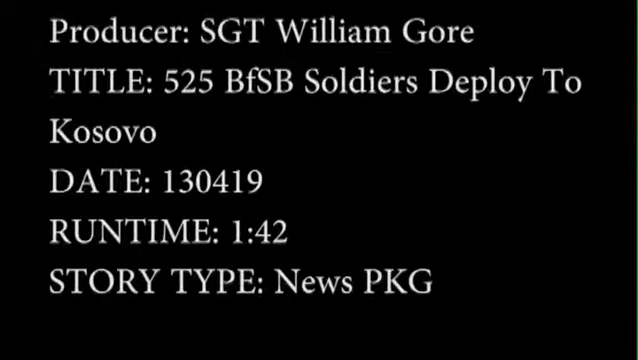 Producer: SGT William Gore
TITLE: 525 BfSB Soldiers Deploy To
Kosovo
DATE: 130419
RUNTIME: 1:42
STORY TYPE: News PKG